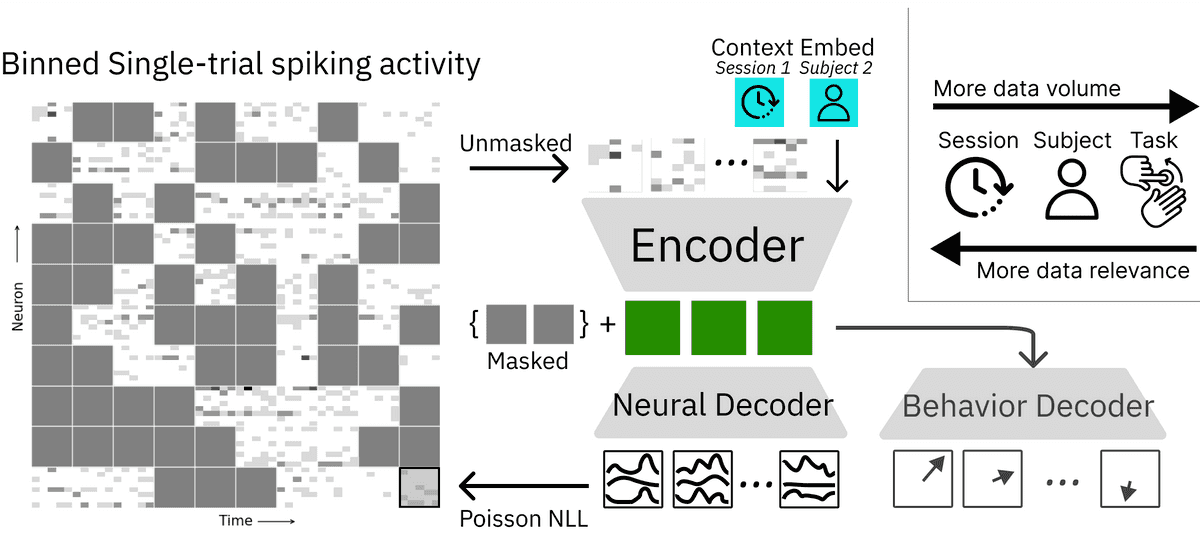 Binned Single-trial spiking activity
Neuron
Time
Unmasked
Context Embed
Session 1 Subject 2
...
Encoder
{ } +
Masked
Neural Decoder
...
Poisson NLL
More data volume
Session Subject Task
More data relevance
Behavior Decoder
...